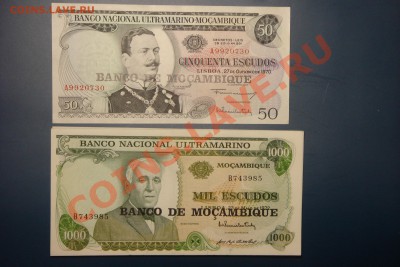 COINS.LAVE.RU
BANCO NACIONAL ULTRAMARINO MOÇAMBIQUE
50
A9920730
CINQUENTA ESCUDOS
LISBOA, 27 DE OUTUBRO DE 1970
BANCO DE MOÇAMBIQUE
A9920730
50
50
BANCO NACIONAL ULTRAMARINO
1000
MOÇAMBIQUE
MIL ESCUDOS
B743985
B743985
BANCO DE MOÇAMBIQUE
1000
1000
COINS.LAVE.RU